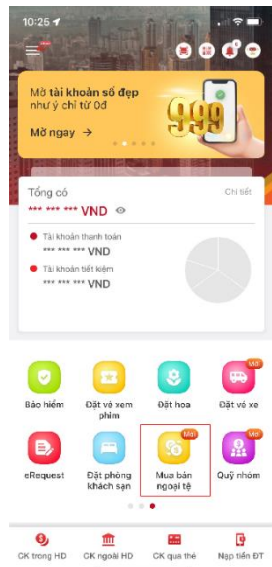 10:25
Mở tài khoản số đẹp
như ý chỉ từ 0đ
Mở ngay →
999
Tổng có
Chi tiết
*** *** *** VND
Tài khoản thanh toán
*** *** *** VND
Tài khoản tiết kiệm
*** *** *** VND
Mới
Bảo hiểm
Đặt vé xem
phim
Đặt hoa
Đặt vé xe
Mới
Mới
eRequest
Đặt phòng
khách sạn
Mua bán
ngoại tệ
Quỹ nhóm
CK trong HD
CK ngoài HD
CK qua thẻ
Nạp tiền ĐT